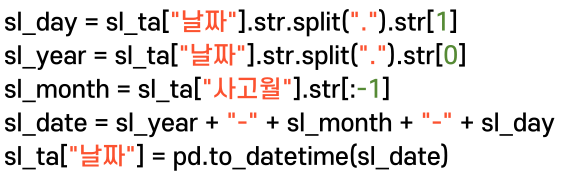 sl_day = sl_ta["날짜"].str.split(".").str[1]
sl_year = sl_ta["날짜"].str.split(".").str[0]
sl_month = sl_ta["사고월"].str[:-1]
sl_date = sl_year + "-" + sl_month + "-" + sl_day
sl_ta["날짜"] = pd.to_datetime(sl_date)